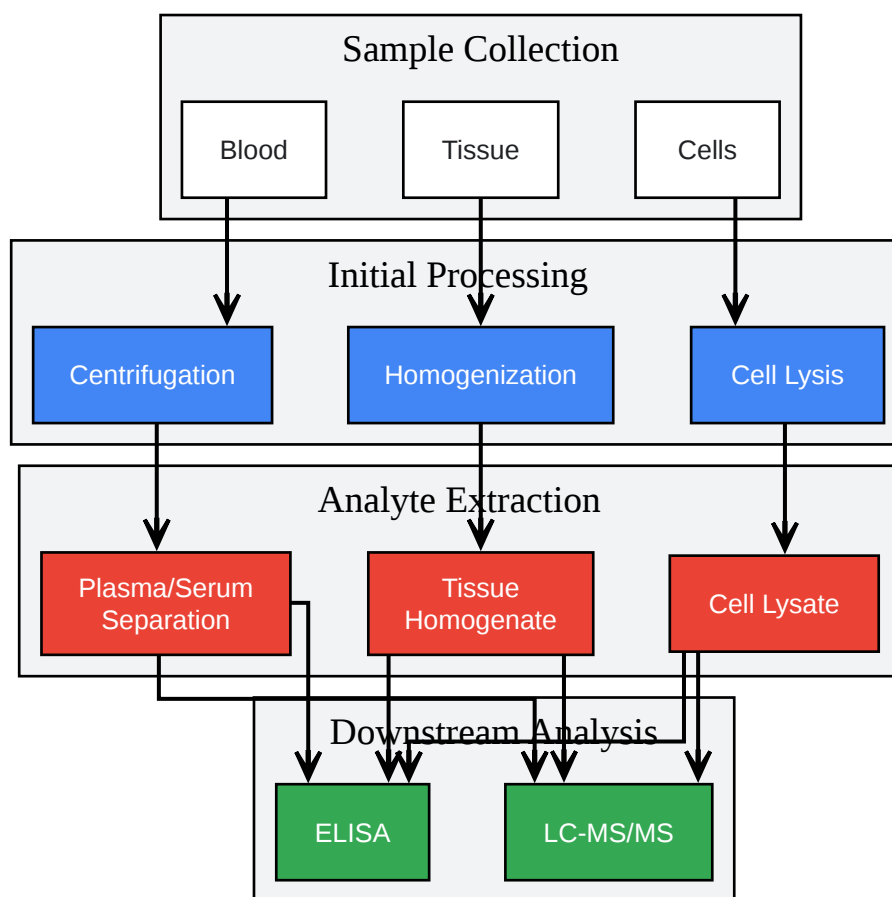 Sample Collection
Blood
Tissue
Cells
Initial Processing
Centrifugation
Homogenization
Cell Lysis
Analyte Extraction
Plasma/Serum
Separation
Tissue
Homogenate
Cell Lysate
Downstream Analysis
ELISA
LC-MS/MS